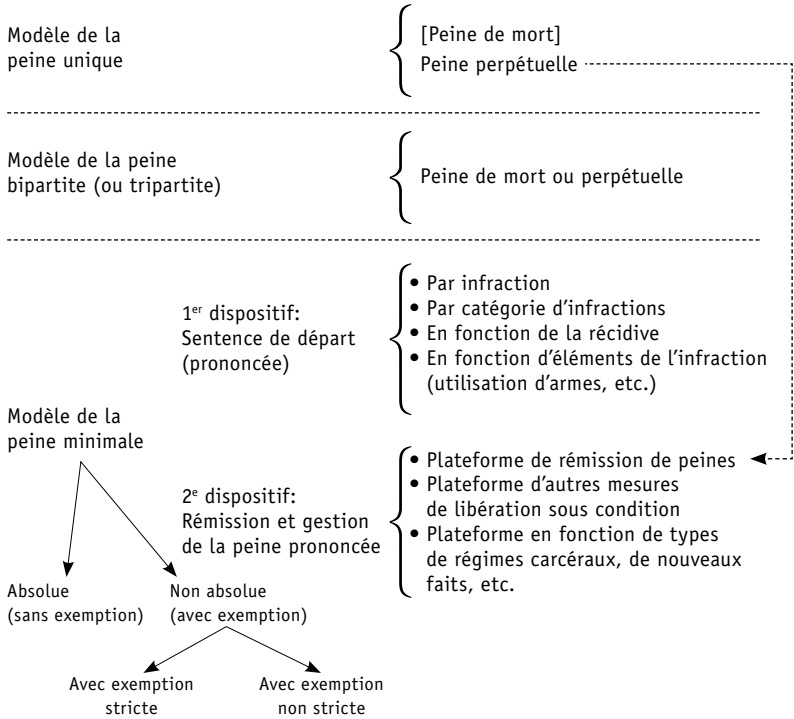 Modèle de la
peine unique
[Peine de mort]
Peine perpétuelle
Modèle de la peine
bipartite (ou tripartite)
Peine de mort ou perpétuelle
1er dispositif:
Sentence de départ
(prononcée)
• Par infraction
• Par catégorie d'infractions
• En fonction de la récidive
• En fonction d'éléments de l'infraction
(utilisation d'armes, etc.)
Modèle de la
peine minimale
2e dispositif:
Rémission et gestion
de la peine prononcée
• Plateforme de rémission de peines
• Plateforme d'autres mesures
de libération sous condition
• Plateforme en fonction de types
de régimes carcéraux, de nouveaux
faits, etc.
Absolue
(sans exemption)
Non absolue
(avec exemption)
Avec exemption
stricte
Avec exemption
non stricte